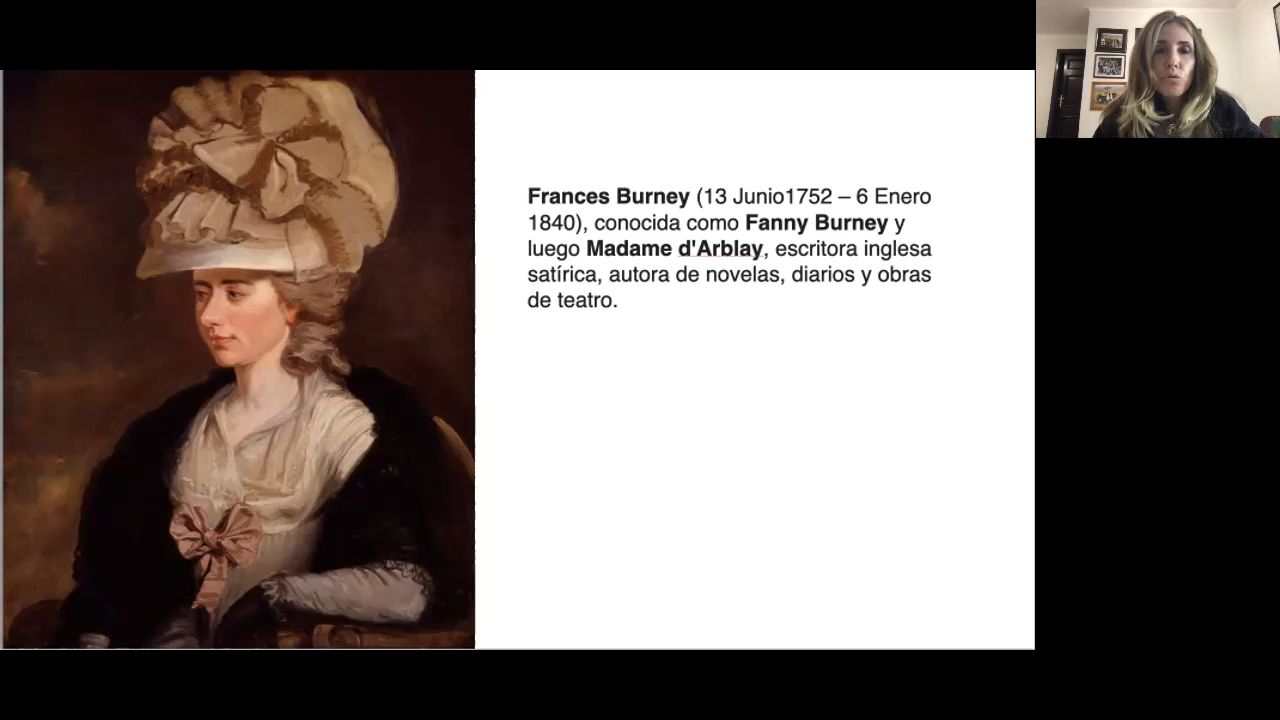 Frances Burney (13 Junio1752 – 6 Enero
1840), conocida como Fanny Burney y
luego Madame d'Arblay, escritora inglesa
satírica, autora de novelas, diarios y obras
de teatro.